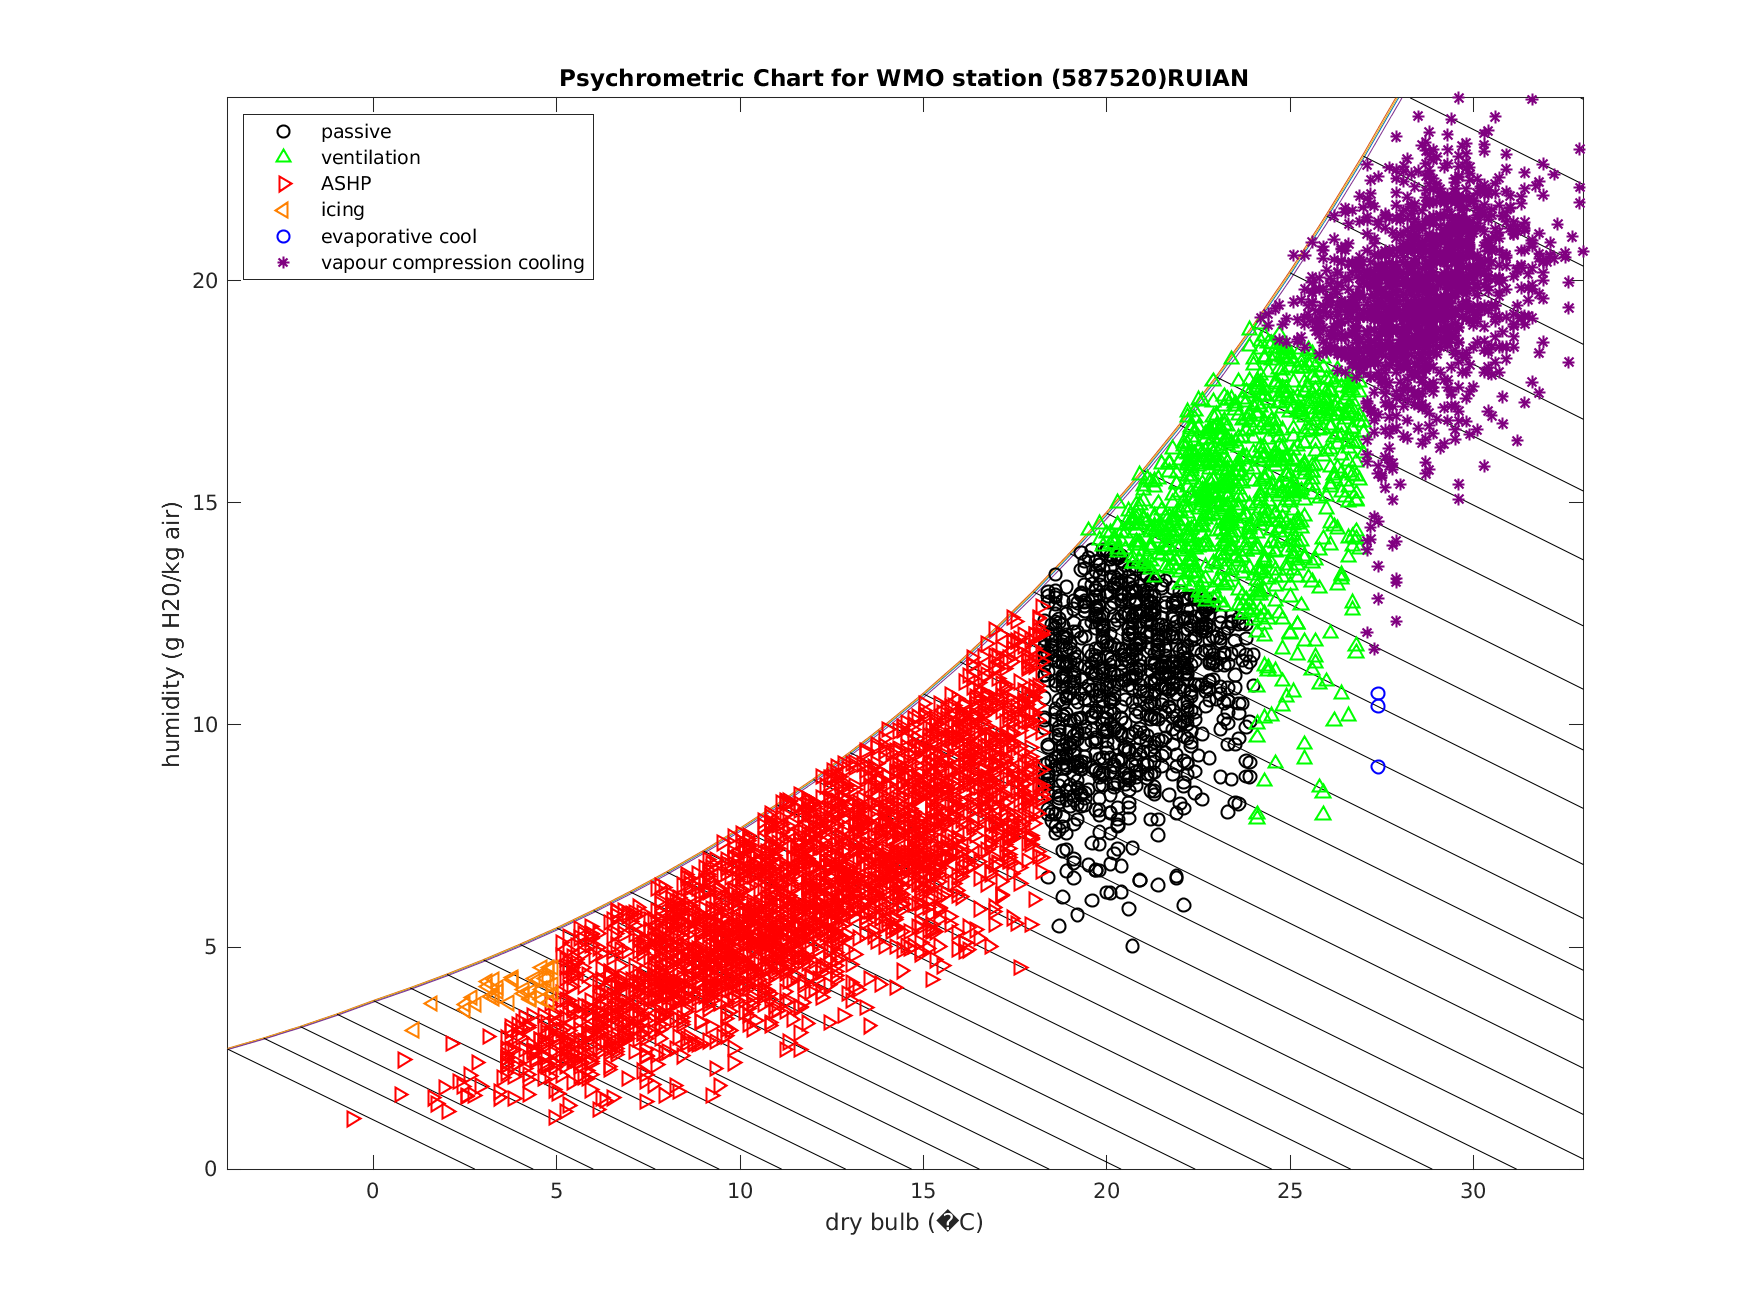 Psychrometric Chart for WMO station (587520)RUIAN
passive
ventilation
ASHP
icing
evaporative cool
vapour compression cooling
humidity (g H20/kg air)
20
15
10
5
0
0 5 10 15 20 25 30
dry bulb (�C)